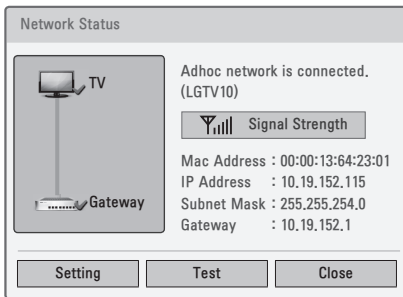 Network Status
TV
Gateway
Adhoc network is connected.
(LGTV10)
Signal Strength
Mac Address : 00:00:13:64:23:01
IP Address : 10.19.152.115
Subnet Mask : 255.255.254.0
Gateway : 10.19.152.1
Setting
Test
Close